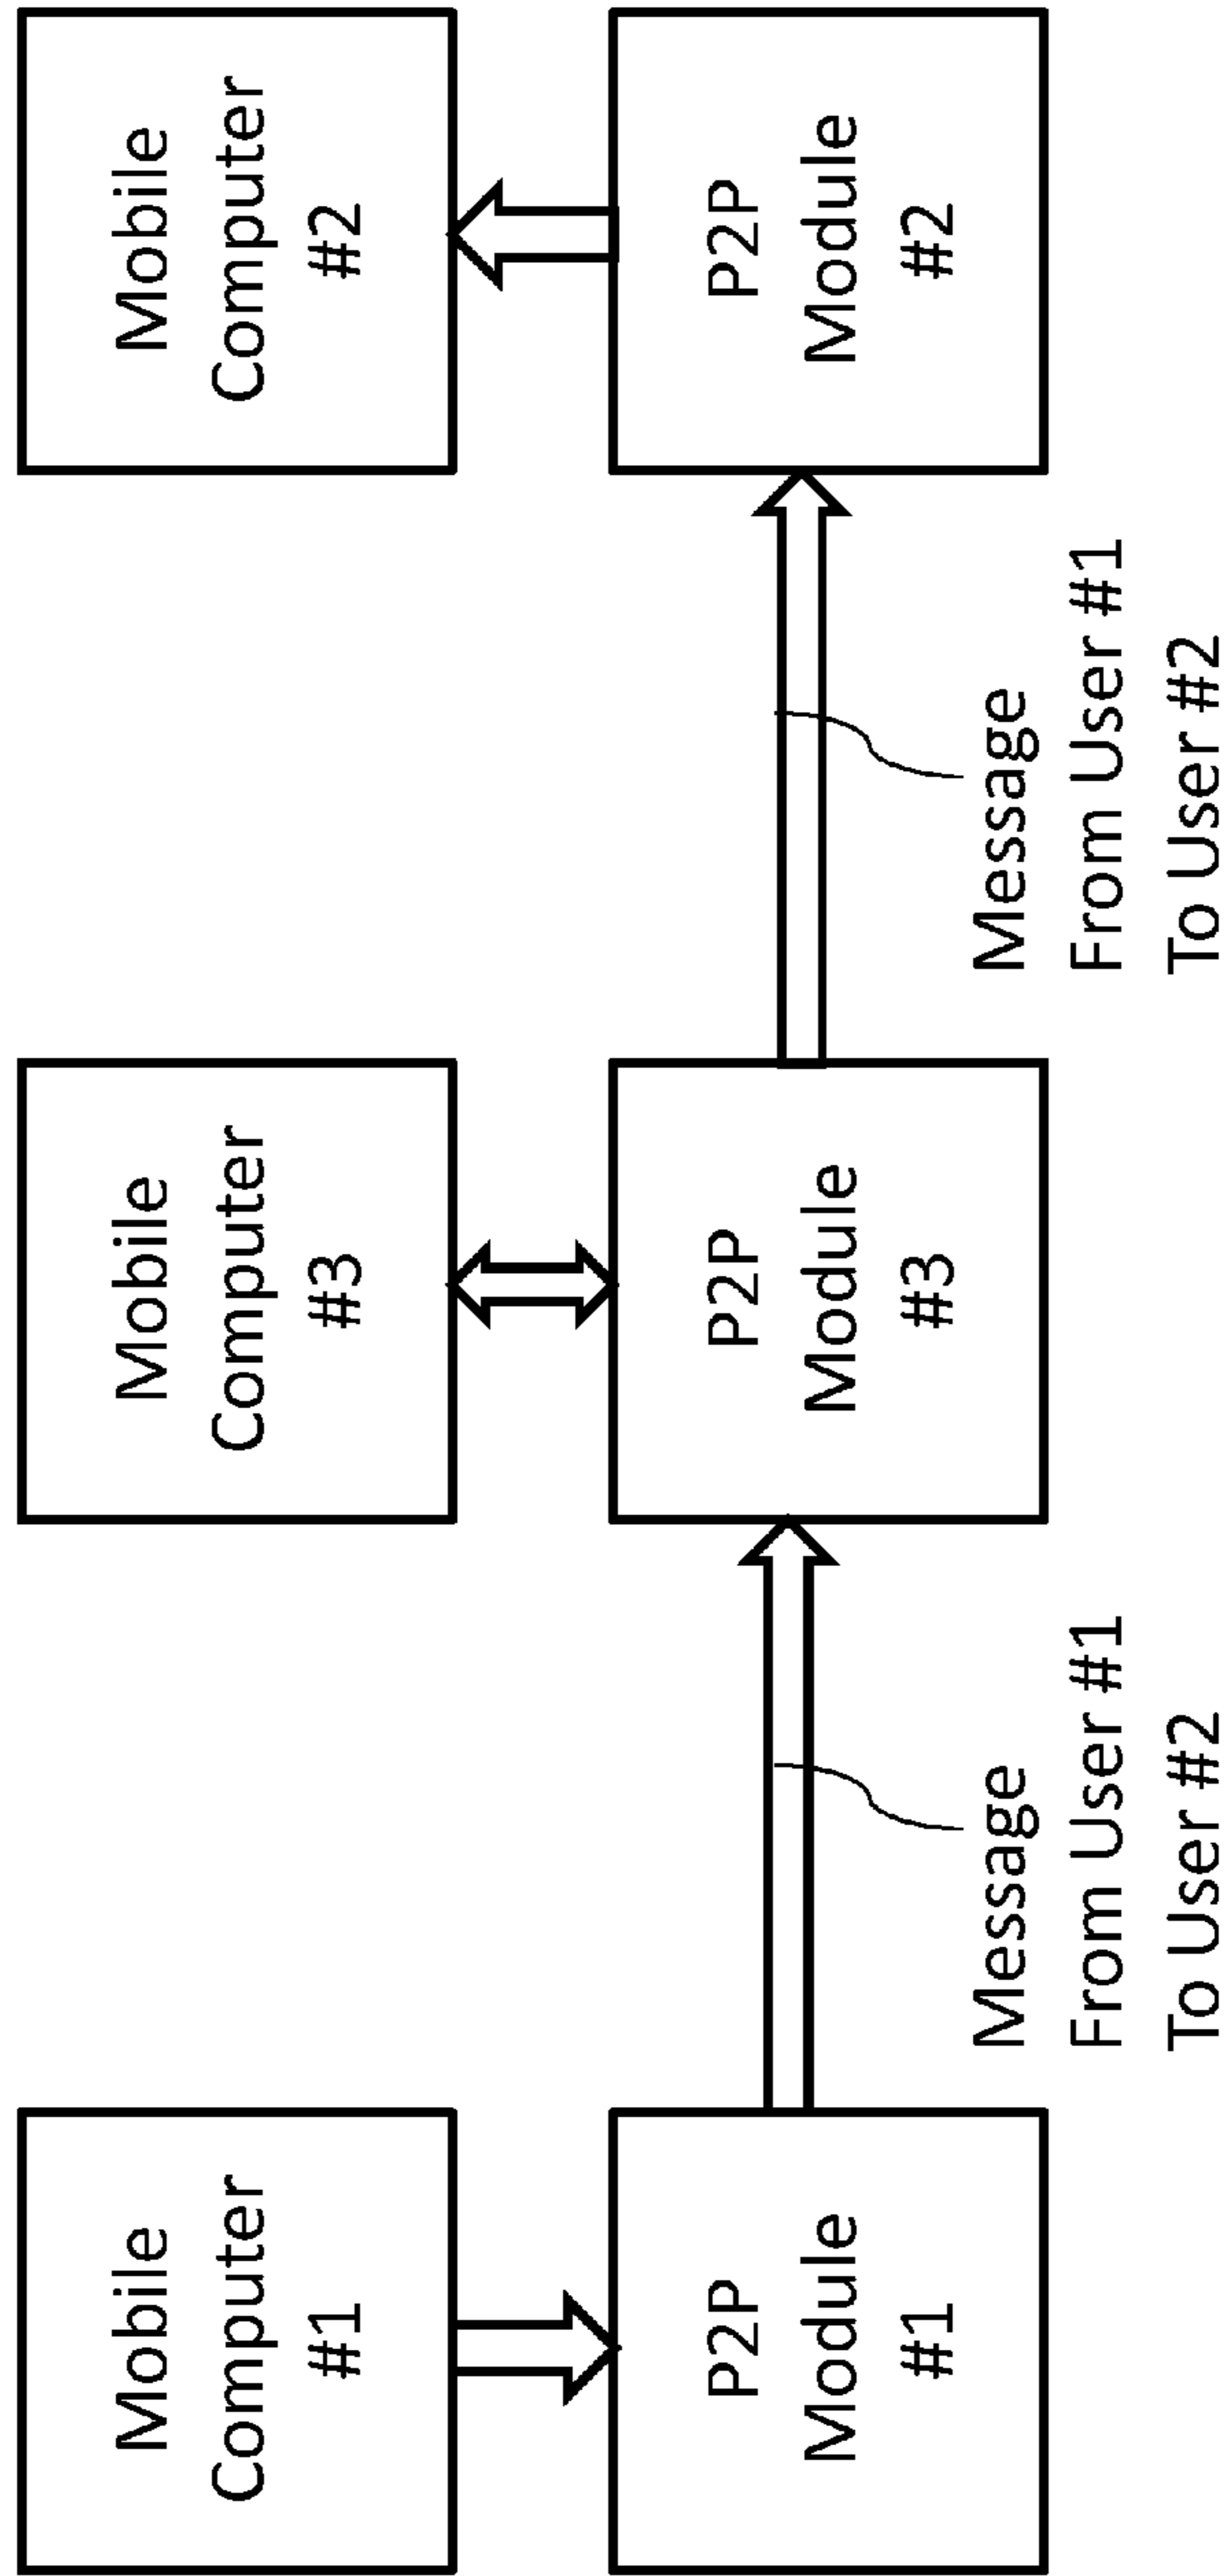 Mobile
Computer
#1
P2P
Module
#1
Message
From User #1
To User #2
Mobile
Computer
#3
P2P
Module
#3
Message
From User #1
To User #2
Mobile
Computer
#2
P2P
Module
#2